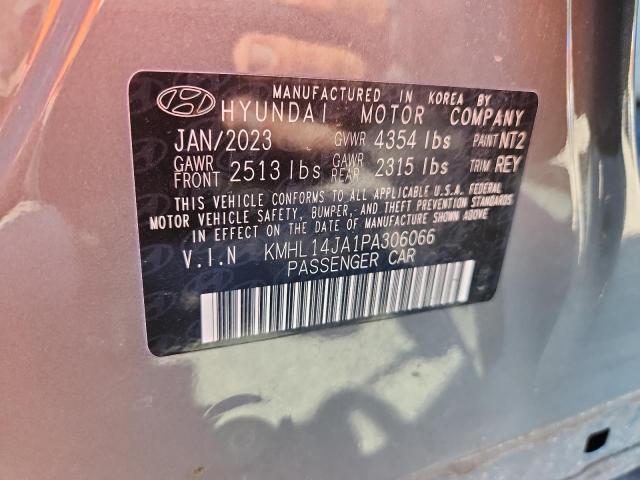 MANUFACTURED IN KOREA BY
HYUNDAI MOTOR COMPANY
JAN/2023 GVWR 4354 lbs PAINT NT2
GAWR FRONT 2513 lbs GAWR REAR 2315 lbs TRIM REY
THIS VEHICLE CONFORMS TO ALL APPLICABLE U.S.A. FEDERAL
MOTOR VEHICLE SAFETY, BUMPER, AND THEFT PREVENTION STANDARDS
IN EFFECT ON THE DATE OF MANUFACTURE SHOWN ABOVE.
V.I.N KMHL14JA1PA306066
PASSENGER CAR